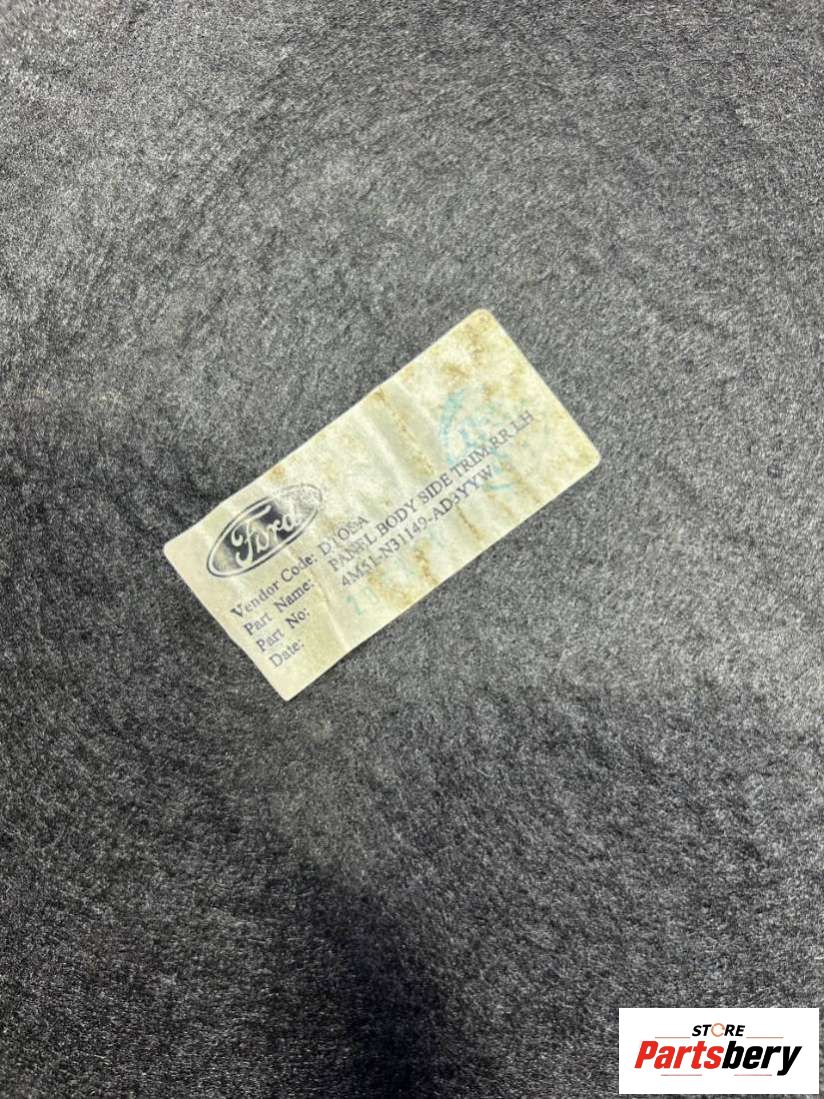 Ford
Vendor Code: D1OSA
Part Name: PANEL BODY SIDE TRIM,RR LH
Part No: 4M51-N31149-AD3YYW
Date:
STORE
Partsbery